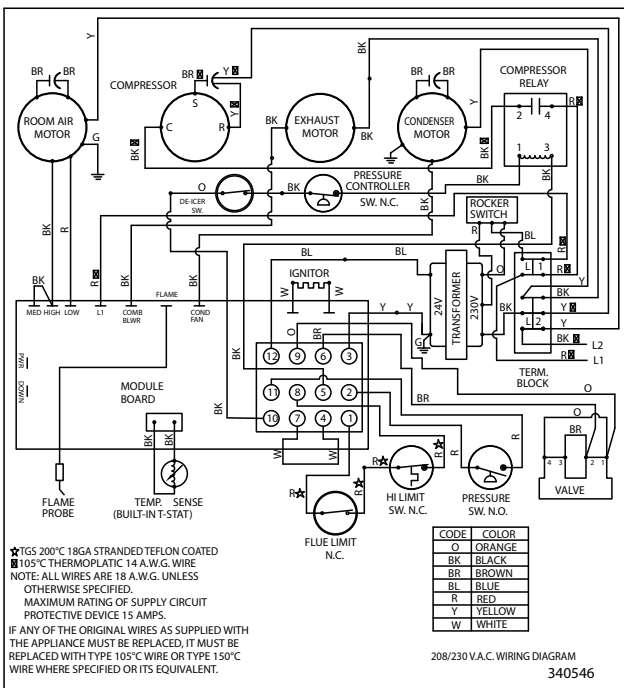 BR BR
Y
ROOM AIR
MOTOR
G
COMPRESSOR
BR
Y
S
C R
Y
BK
BK
BK
EXHAUST
MOTOR
BK
BK
BR BR
CONDENSER
MOTOR
Y
BK
BK
COMPRESSOR
RELAY
2 4
R
1 3
BK
BK
O
DE-ICER
SW.
BK
PRESSURE
CONTROLLER
SW. N.C.
ROCKER
SWITCH
R
BL
O
BK
R
R
BK
BK
BL
BL
IGNITOR
W W
24V
TRANSFORMER
230V
G
Y Y
BK
L 1
L 2
R
R
Y
BK
Y
Y
BK L2
R L1
TERM.
BLOCK
BK
MED HIGH LOW
L1
COMB
BLWR
FLAME
COND
FAN
PWR
DOWN
MODULE
BOARD
BK BK
BK
BK
O
BR
12 9 6 3
11 8 5 2
10 7 4 1
W W
BR
R
R
R
O
O
BR
4 3 2 1
VALVE
FLAME
PROBE
TEMP. SENSE
(BUILT-IN T-STAT)
R☆
R☆
R☆
R☆
HI LIMIT
SW. N.C.
PRESSURE
SW. N.O.
FLUE LIMIT
N.C.
☆TGS 200°C 18GA STRANDED TEFLON COATED
105°C THERMOPLATIC 14 A.W.G. WIRE
NOTE: ALL WIRES ARE 18 A.W.G. UNLESS
OTHERWISE SPECIFIED.
MAXIMUM RATING OF SUPPLY CIRCUIT
PROTECTIVE DEVICE 15 AMPS.
IF ANY OF THE ORIGINAL WIRES AS SUPPLIED WITH
THE APPLIANCE MUST BE REPLACED, IT MUST BE
REPLACED WITH TYPE 105°C WIRE OR TYPE 150°C
WIRE WHERE SPECIFIED OR ITS EQUIVALENT.
CODE COLOR
O ORANGE
BK BLACK
BR BROWN
BL BLUE
R RED
Y YELLOW
W WHITE
208/230 V.A.C. WIRING DIAGRAM
340546